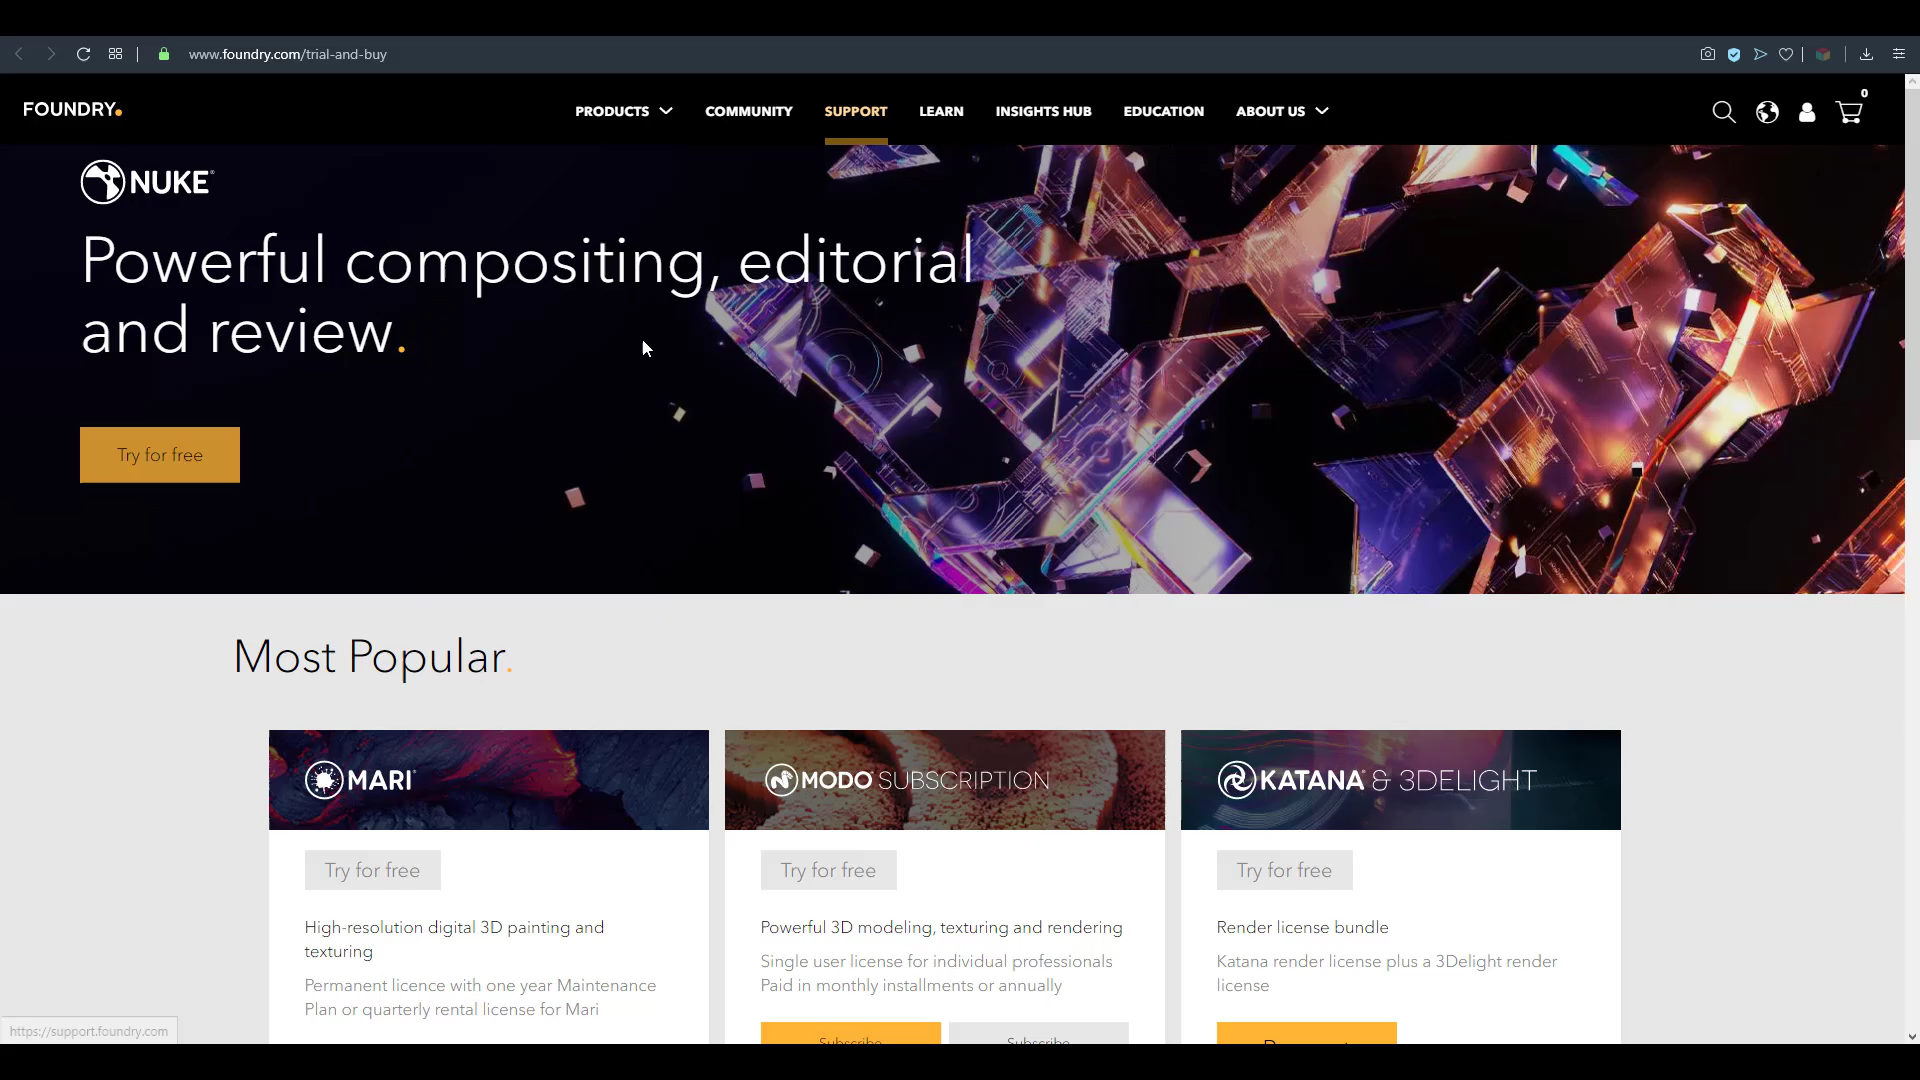 www.foundry.com/trial-and-buy
FOUNDRY.
PRODUCTS COMMUNITY SUPPORT LEARN INSIGHTS HUB EDUCATION ABOUT US
0
NUKE®
Powerful compositing, editorial
and review.
Try for free
Most Popular.
MARI®
Try for free
High-resolution digital 3D painting and
texturing
Permanent licence with one year Maintenance
Plan or quarterly rental license for Mari
MODO SUBSCRIPTION
Try for free
Powerful 3D modeling, texturing and rendering
Single user license for individual professionals
Paid in monthly installments or annually
Subscribe Subscribe
KATANA & 3DELIGHT
Try for free
Render license bundle
Katana render license plus a 3Delight render
license
https://support.foundry.com